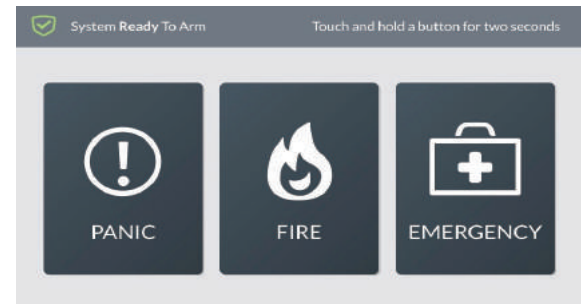 System Ready To Arm
Touch and hold a button for two seconds
PANIC
FIRE
EMERGENCY